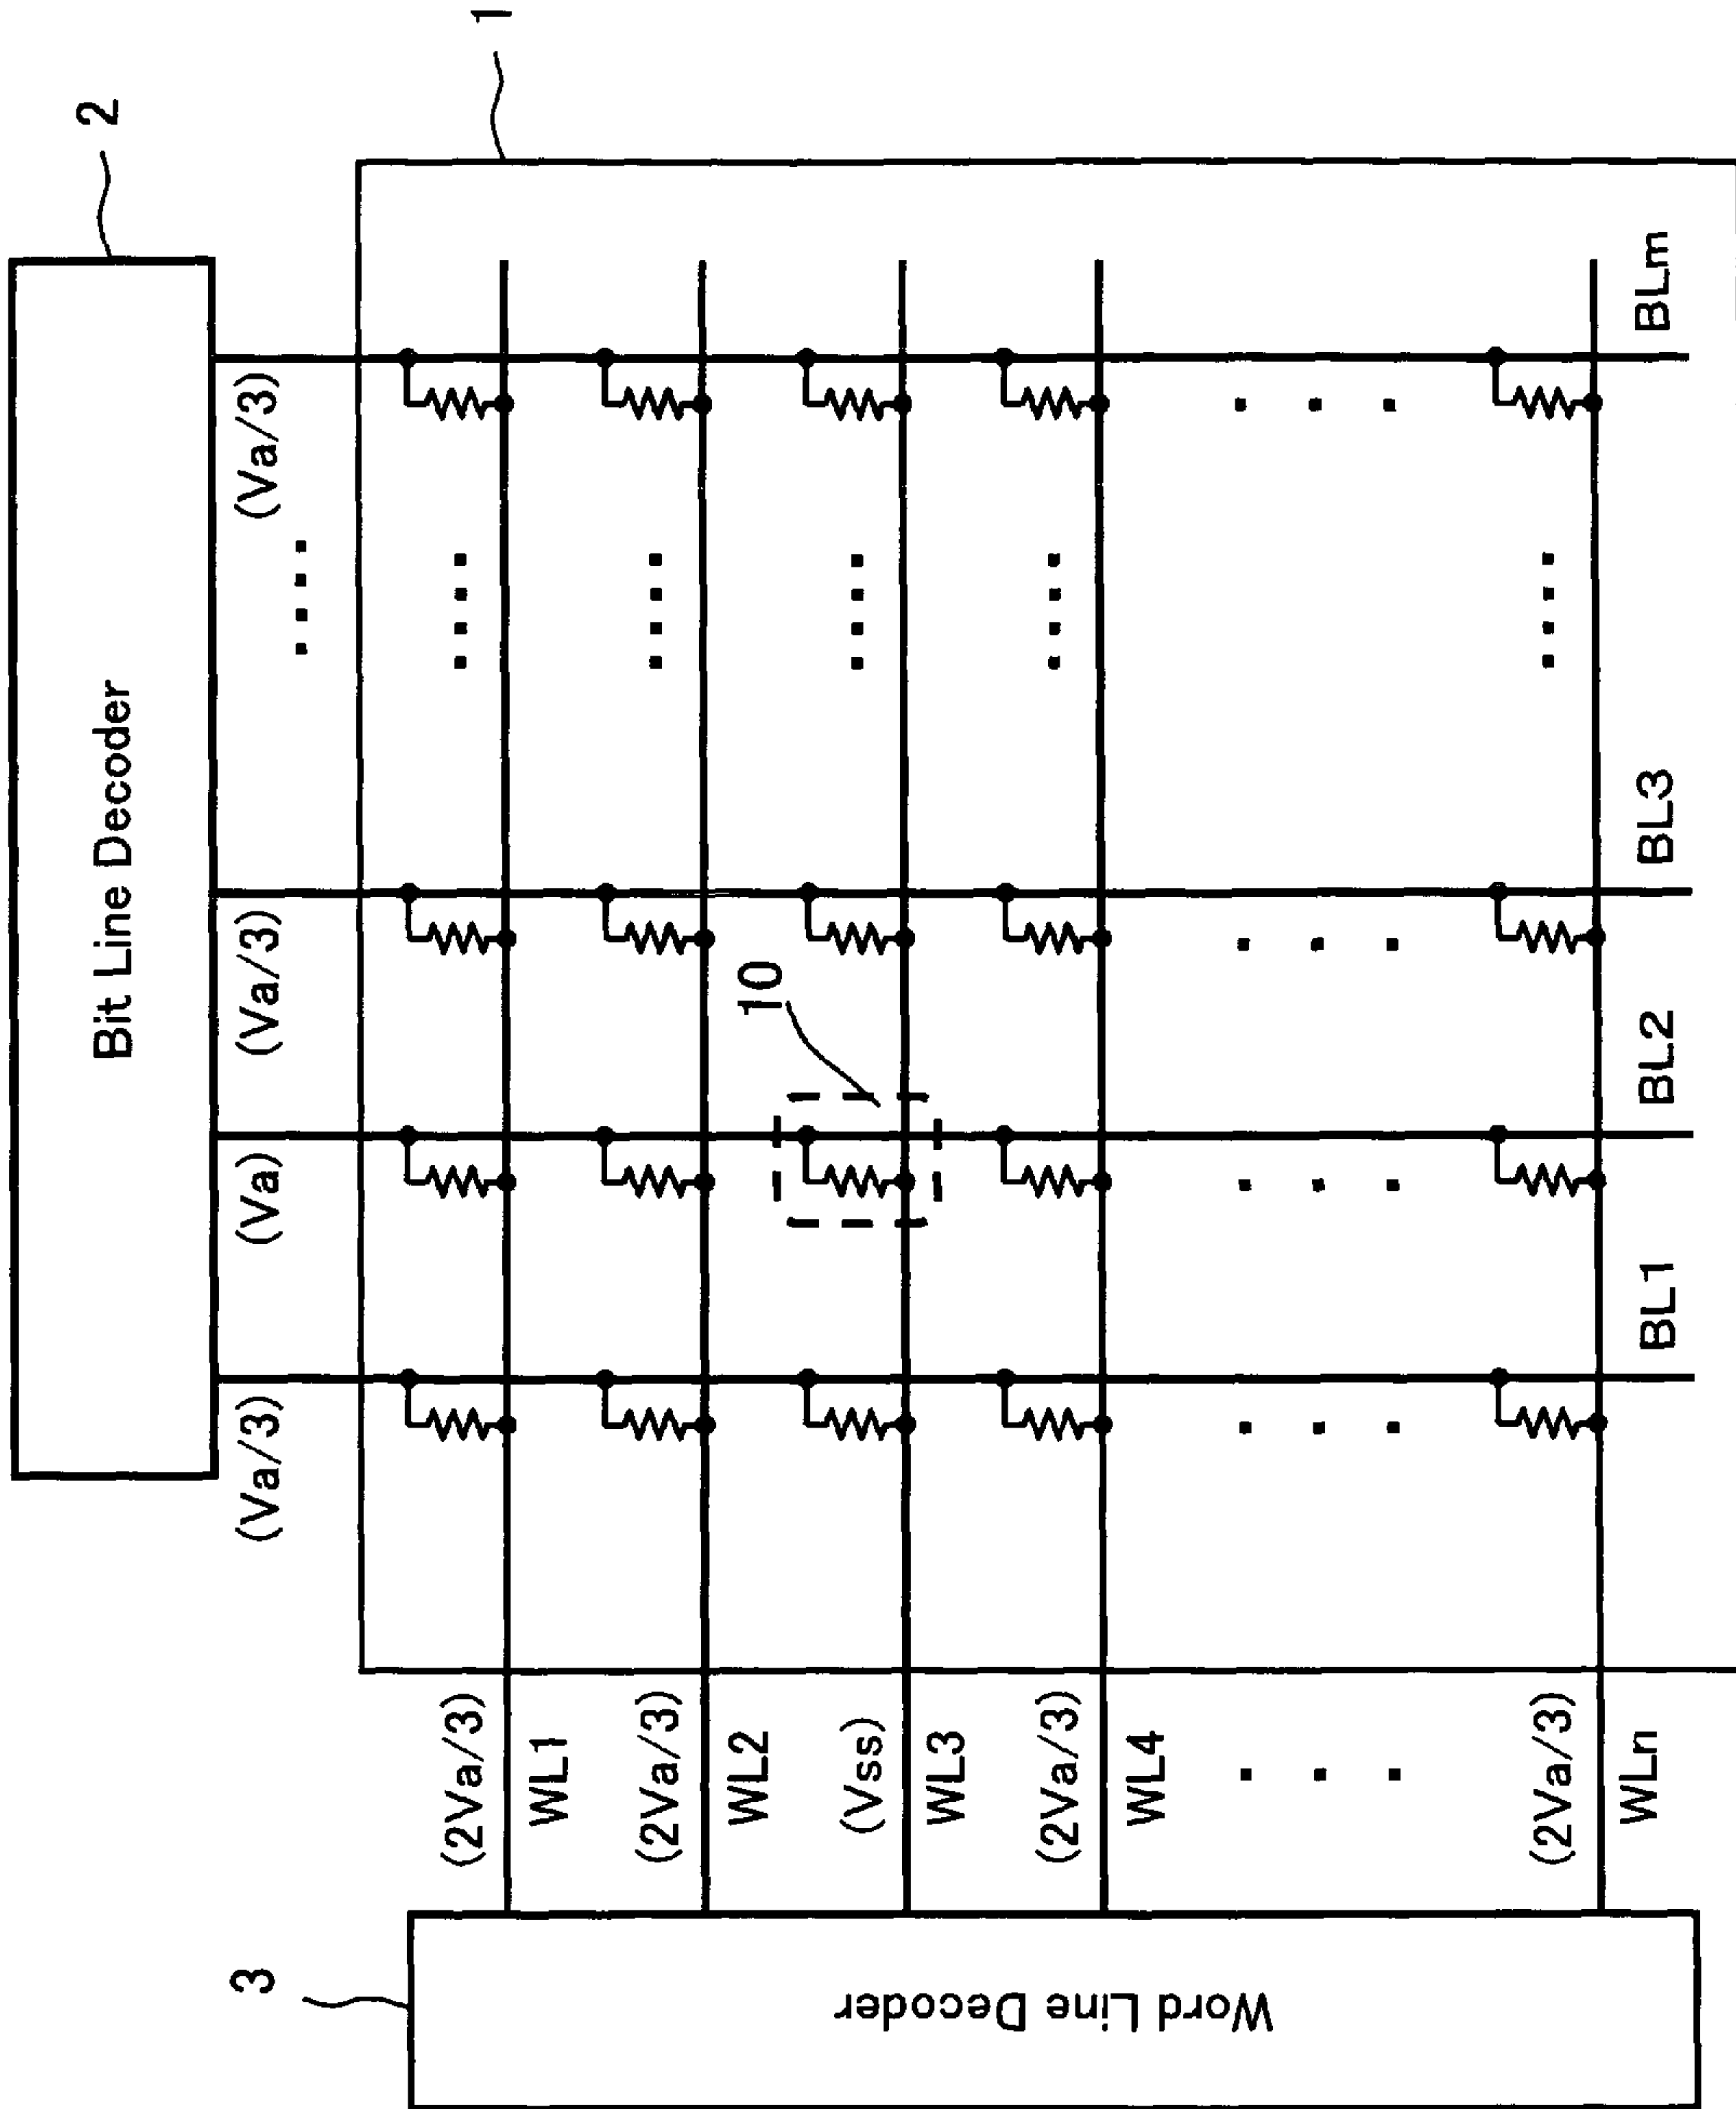 2
1
Bit Line Decoder
(Va/3)
(Va)
(Va/3)
(Va/3)
3
Word Line Decoder
(2Va/3)
WL1
(2Va/3)
WL2
10
(Vss)
WL3
(2Va/3)
WL4
(2Va/3)
WLn
BL1
BL2
BL3
BLm